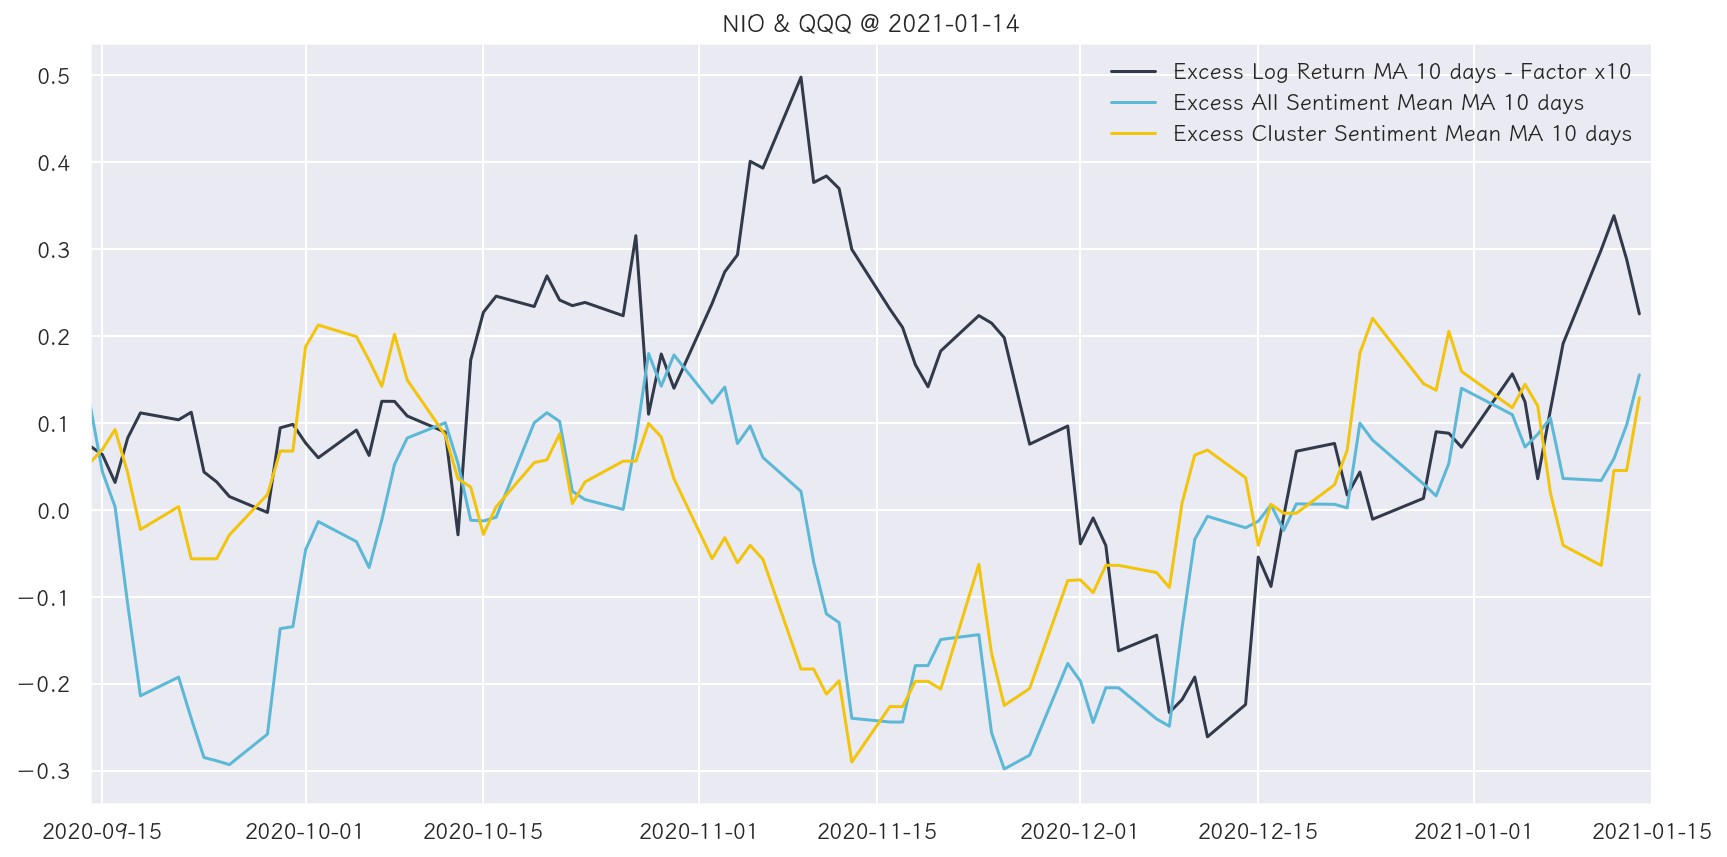 NIO & QQQ @ 2021-01-14
Excess Log Return MA 10 days - Factor x10
Excess All Sentiment Mean MA 10 days
Excess Cluster Sentiment Mean MA 10 days
0.5
0.4
0.3
0.2
0.1
0.0
−0.1
−0.2
−0.3
2020-09-15 2020-10-01 2020-10-15 2020-11-01 2020-11-15 2020-12-01 2020-12-15 2021-01-01 2021-01-15